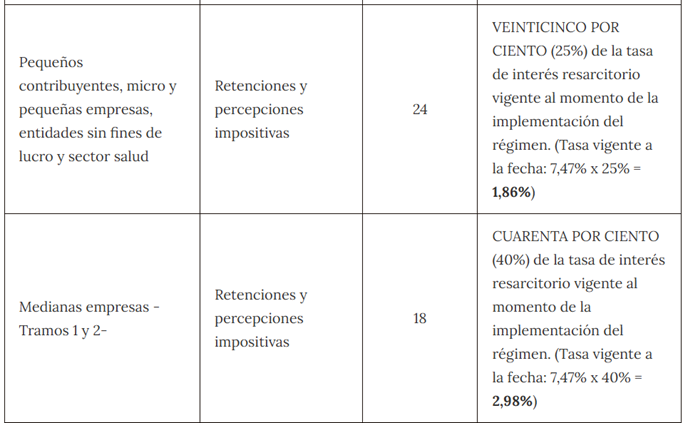 Pequeños
contribuyentes, micro y
pequeñas empresas,
entidades sin fines de
lucro y sector salud
Retenciones y
percepciones
impositivas
24
VEINTICINCO POR
CIENTO (25%) de la tasa
de interés resarcitorio
vigente al momento de la
implementación del
régimen. (Tasa vigente a
la fecha: 7,47% x 25% =
1,86%)
Medianas empresas -
Tramos 1 y 2-
Retenciones y
percepciones
impositivas
18
CUARENTA POR CIENTO
(40%) de la tasa de interés
resarcitorio vigente al
momento de la
implementación del
régimen. (Tasa vigente a
la fecha: 7,47% x 40% =
2,98%)